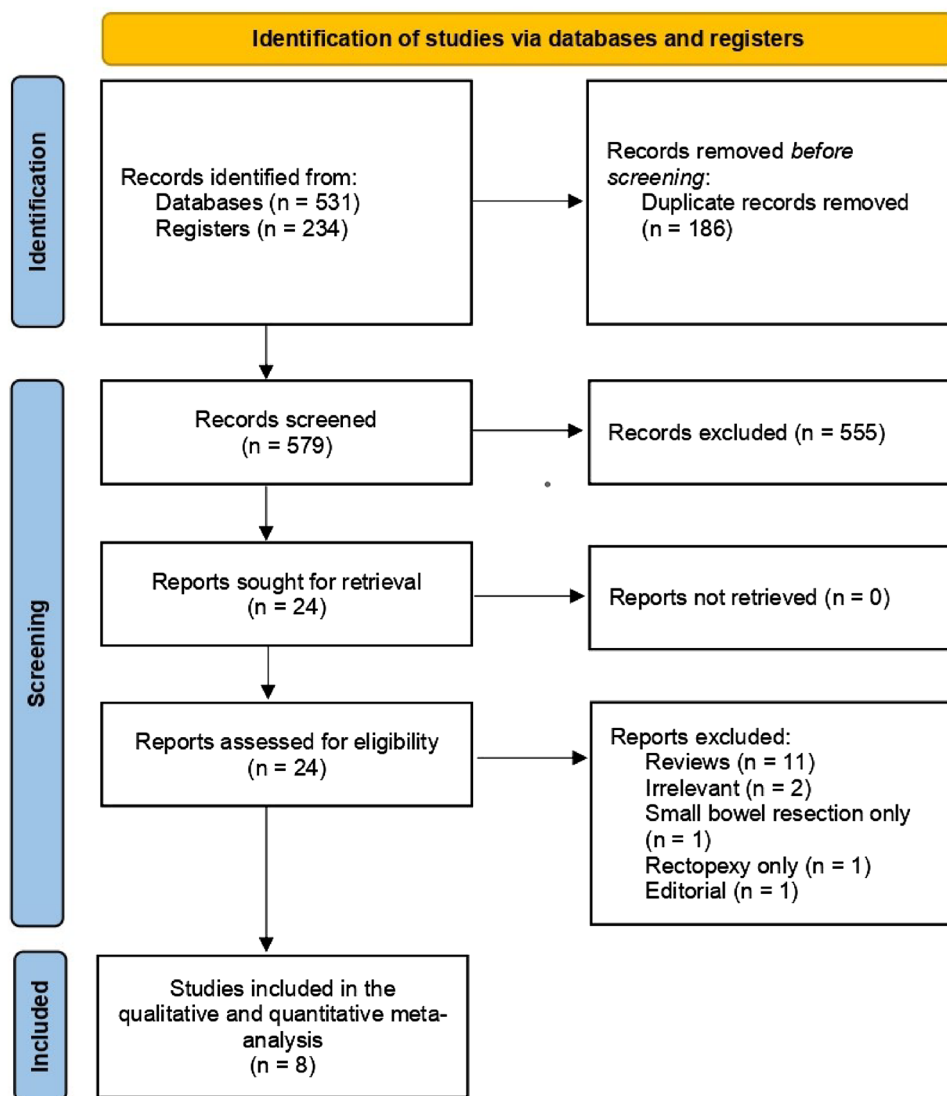 Identification of studies via databases and registers
Identification
Records identified from:
Databases (n = 531)
Registers (n = 234)
Records removed before
screening:
Duplicate records removed
(n = 186)
Screening
Records screened
(n = 579)
Records excluded (n = 555)
Reports sought for retrieval
(n = 24)
Reports not retrieved (n = 0)
Reports assessed for eligibility
(n = 24)
Reports excluded:
Reviews (n = 11)
Irrelevant (n = 2)
Small bowel resection only
(n = 1)
Rectopexy only (n = 1)
Editorial (n = 1)
Included
Studies included in the
qualitative and quantitative meta-
analysis
(n = 8)